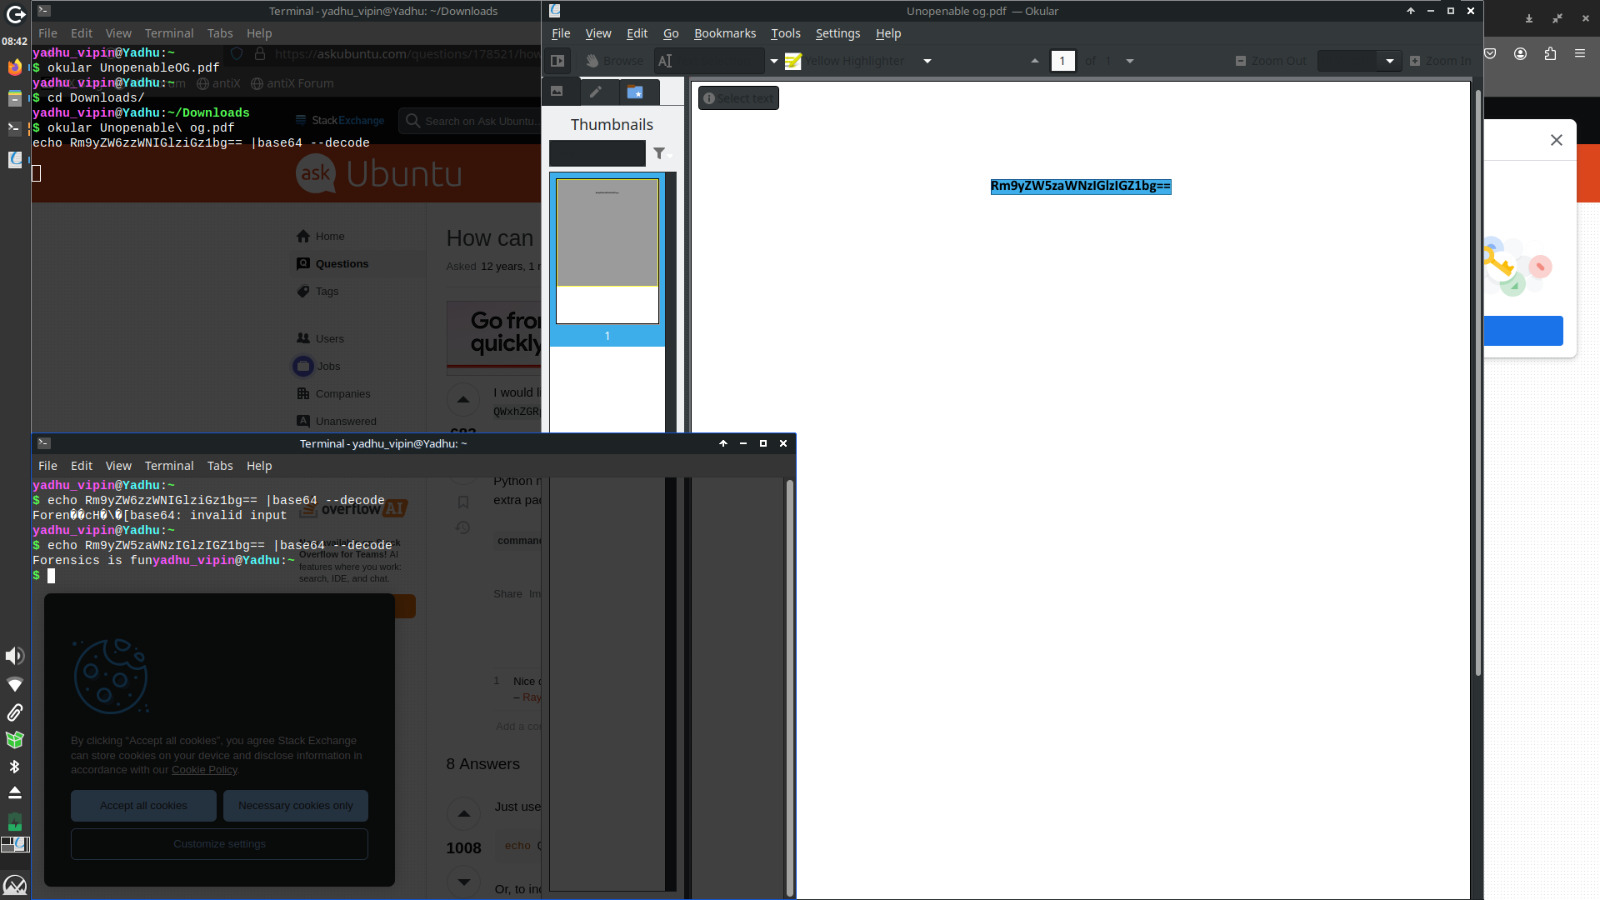 Terminal - yadhu_vipin@Yadhu: ~/Downloads
File Edit View Terminal Tabs Help
08:42
yadhu_vipin@Yadhu:~
$ okular UnopenableOG.pdf
yadhu_vipin@Yadhu:~
$ cd Downloads/
yadhu_vipin@Yadhu:~/Downloads
$ okular Unopenable\ og.pdf
echo Rm9yZW6zzWNIGlziGz1bg== |base64 --decode
https://askubuntu.com/questions/178521/how
antiX
antiX Forum
StackExchange
Search on Ask Ubuntu
ask Ubuntu
Home
Questions
Tags
Users
Jobs
Companies
Unanswered
How can
Asked 12 years, 1
Go fro
quickly
I would l
Unopenable og.pdf — Okular
File View Edit Go Bookmarks Tools Settings Help
Browse
Yellow Highlighter
1 of 1
Zoom Out
Zoom In
Thumbnails
1
Select text
Rm9yZW5zaWNzIGlzIGZ1bg==
Terminal - yadhu_vipin@Yadhu: ~
File Edit View Terminal Tabs Help
yadhu_vipin@Yadhu:~
$ echo Rm9yZW6zzWNIGlziGz1bg== |base64 --decode
Foren��cH�\�[base64: invalid input
yadhu_vipin@Yadhu:~
$ echo Rm9yZW5zaWNzIGlzIGZ1bg== |base64 --decode
Forensics is funyadhu_vipin@Yadhu:~
$
overflow AI
Overflow for Teams! AI
features where you work:
search, IDE, and chat.
Python
extra pa
comman
Share Im
1 Nice
– Ray
Add a co
8 Answers
Just use
1008
echo
Or, to in
By clicking "Accept all cookies", you agree Stack Exchange
can store cookies on your device and disclose information in
accordance with our Cookie Policy.
Accept all cookies
Necessary cookies only
Customize settings